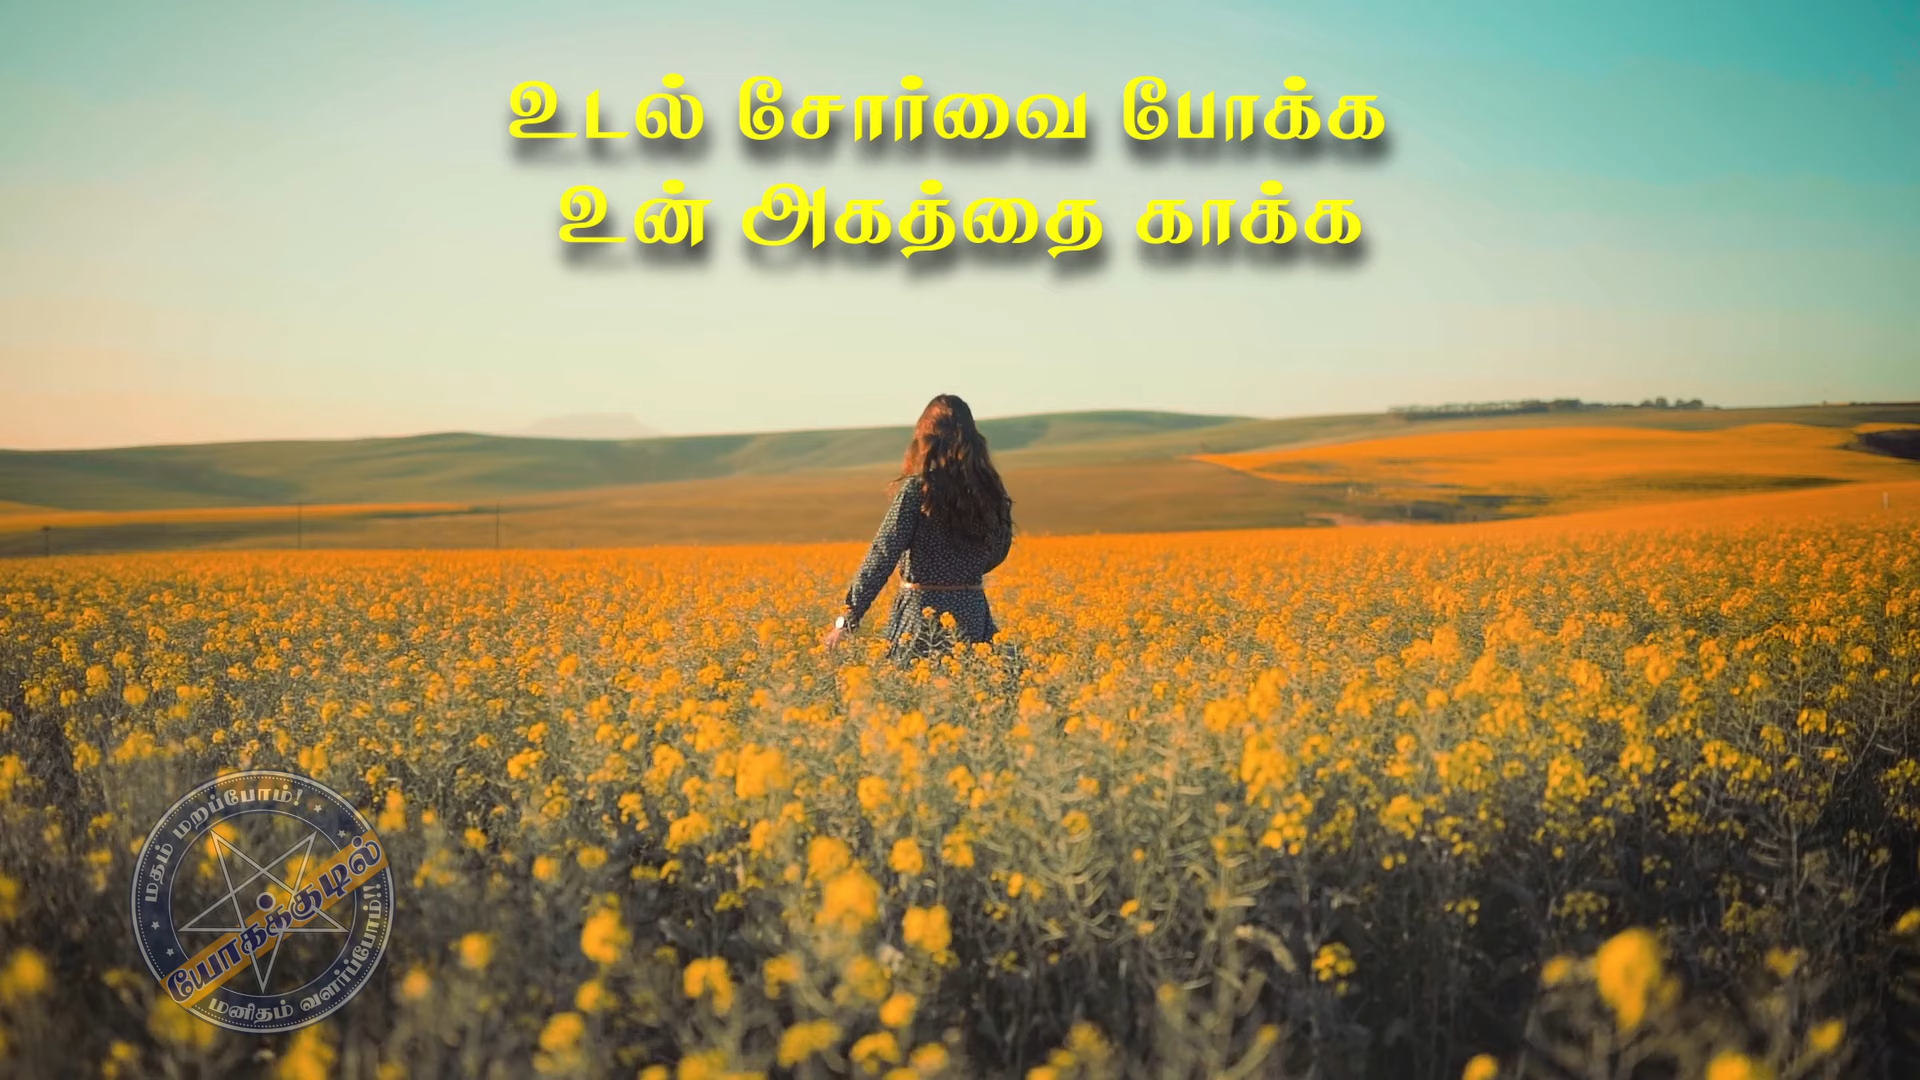 உடல் சோர்வை போக்க
உன் அகத்தை காக்க
மதம் மறப்போம்!
யோகக்குடில்
மனிதம் வளர்ப்போம்!!